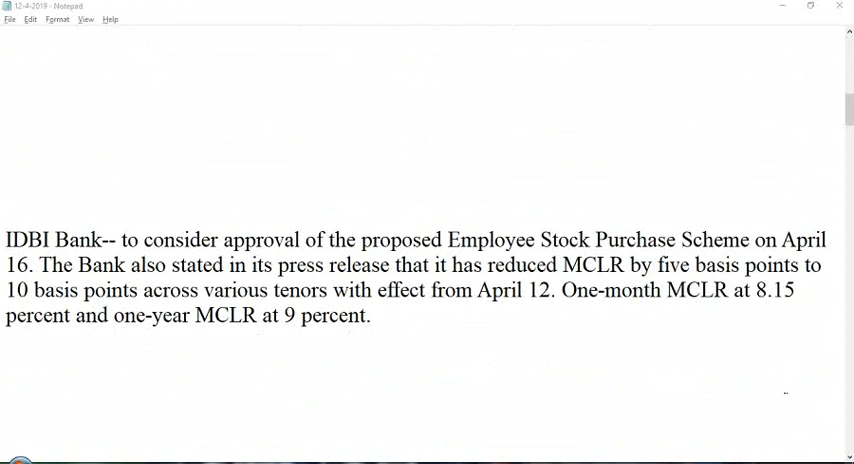 12-4-2019 - Notepad
File Edit Format View Help
IDBI Bank-- to consider approval of the proposed Employee Stock Purchase Scheme on April
16. The Bank also stated in its press release that it has reduced MCLR by five basis points to
10 basis points across various tenors with effect from April 12. One-month MCLR at 8.15
percent and one-year MCLR at 9 percent.